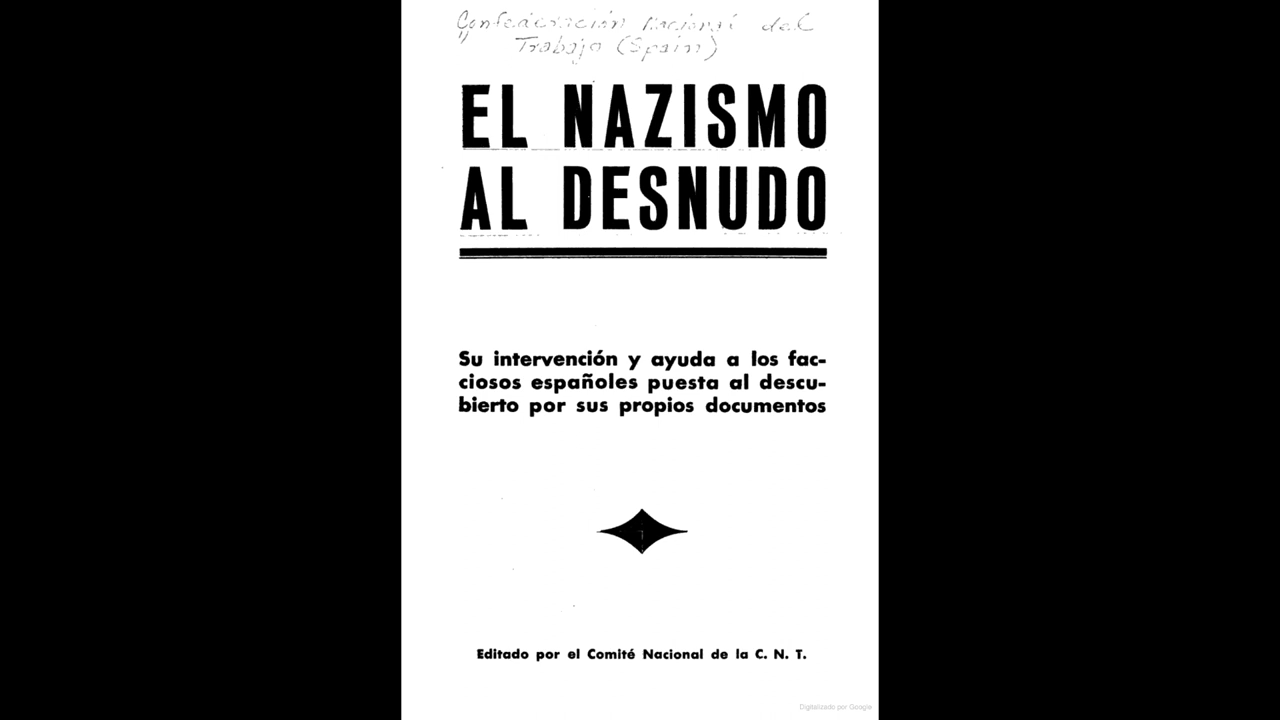 Confederación Nacional del
Trabajo (Spain)
EL NAZISMO
AL DESNUDO
Su intervención y ayuda a los fac-
ciosos españoles puesta al descu-
bierto por sus propios documentos
Editado por el Comité Nacional de la C. N. T.
Digitalizado por Google